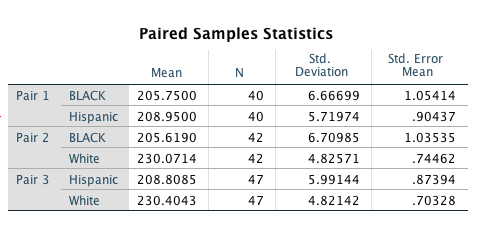 Paired Samples Statistics
Mean N Std. Deviation Std. Error Mean
Pair 1 BLACK 205.7500 40 6.66699 1.05414
Hispanic 208.9500 40 5.71974 .90437
Pair 2 BLACK 205.6190 42 6.70985 1.03535
White 230.0714 42 4.82571 .74462
Pair 3 Hispanic 208.8085 47 5.99144 .87394
White 230.4043 47 4.82142 .70328